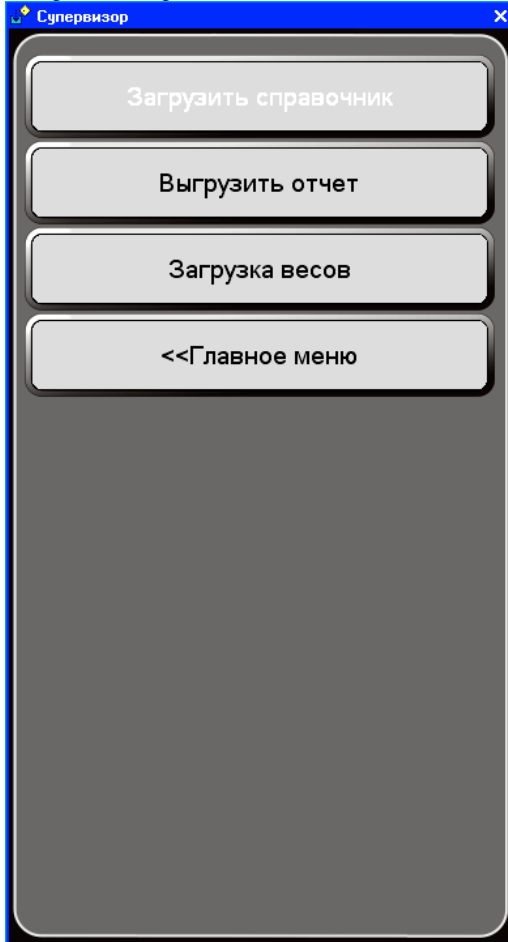 Супервизор
Загрузить справочник
Выгрузить отчет
Загрузка весов
<<Главное меню